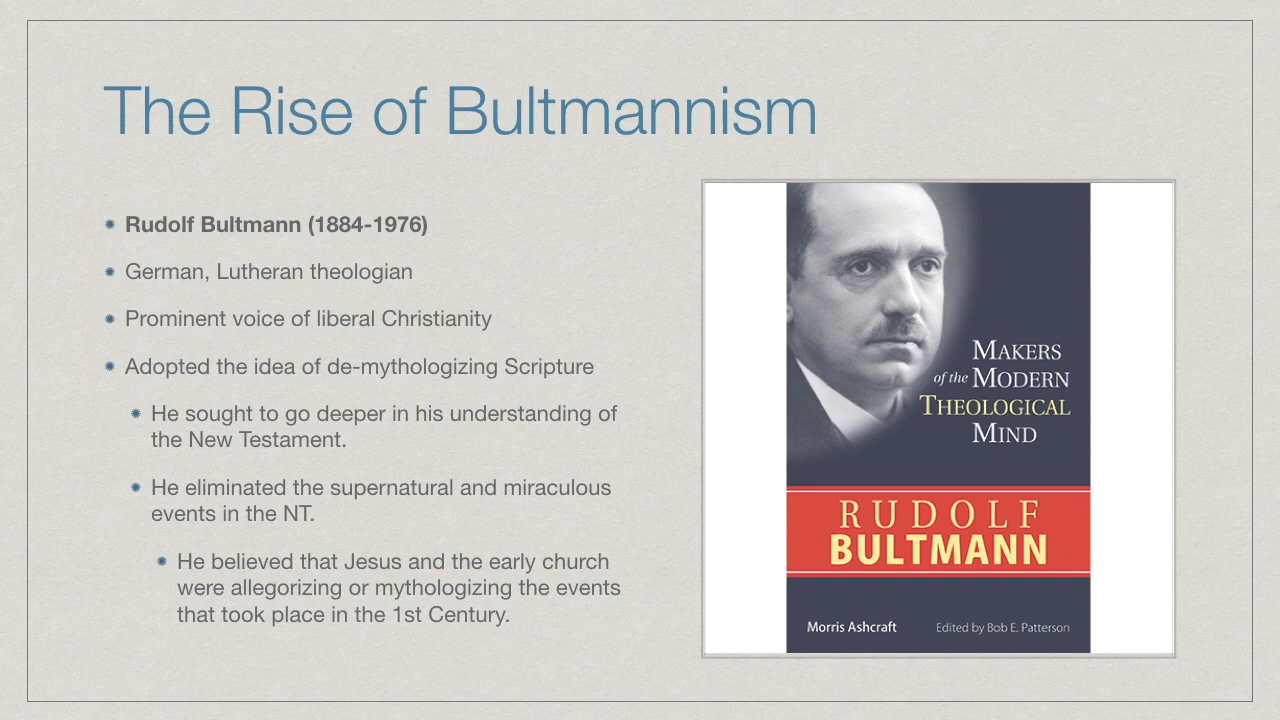 The Rise of Bultmannism
Rudolf Bultmann (1884-1976)
German, Lutheran theologian
Prominent voice of liberal Christianity
Adopted the idea of de-mythologizing Scripture
He sought to go deeper in his understanding of
the New Testament.
He eliminated the supernatural and miraculous
events in the NT.
He believed that Jesus and the early church
were allegorizing or mythologizing the events
that took place in the 1st Century.
MAKERS
of the MODERN
THEOLOGICAL
MIND
RUDOLF
BULTMANN
Morris Ashcraft
Edited by Bob E. Patterson